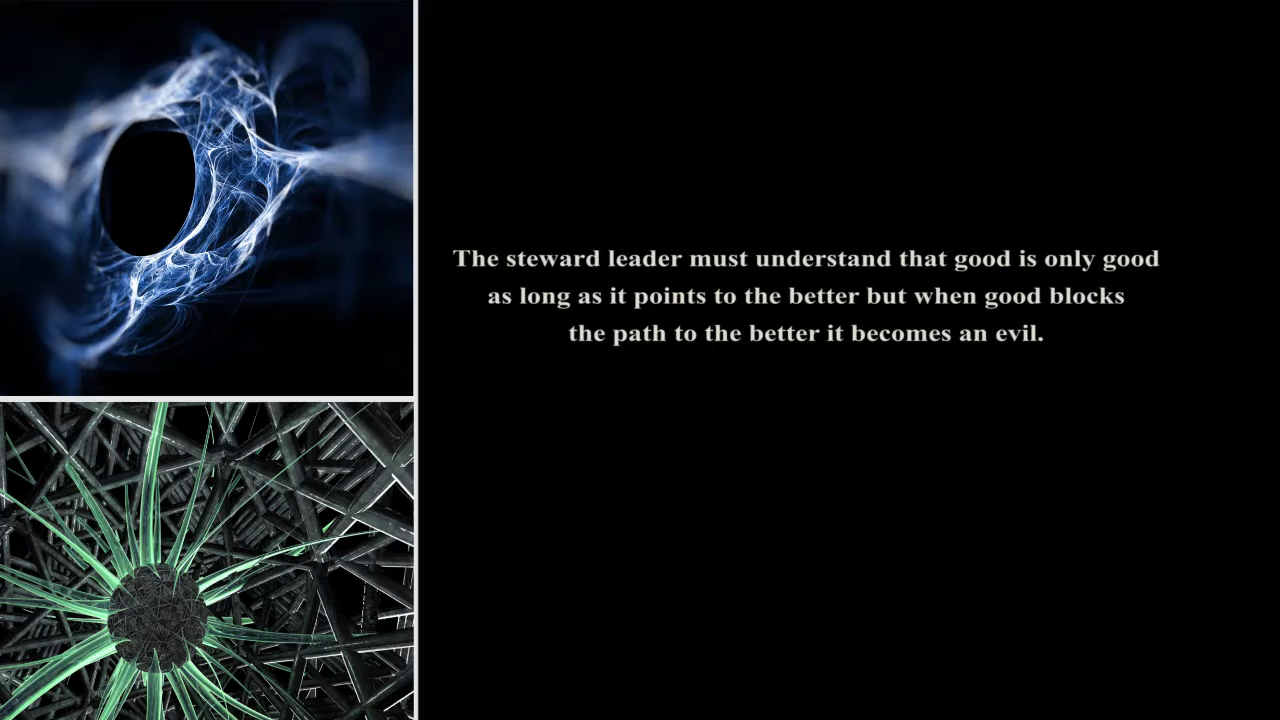 The steward leader must understand that good is only good
as long as it points to the better but when good blocks
the path to the better it becomes an evil.